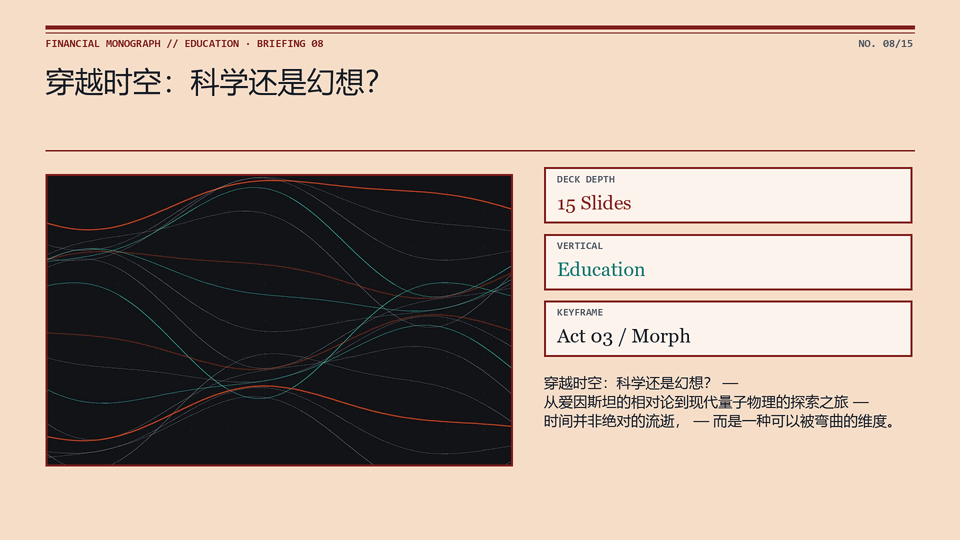 FINANCIAL MONOGRAPH // EDUCATION · BRIEFING 08
NO. 08/15
穿越时空：科学还是幻想？
DECK DEPTH
15 Slides
VERTICAL
Education
KEYFRAME
Act 03 / Morph
穿越时空：科学还是幻想？ —
从爱因斯坦的相对论到现代量子物理的探索之旅 —
时间并非绝对的流逝， — 而是一种可以被弯曲的维度。